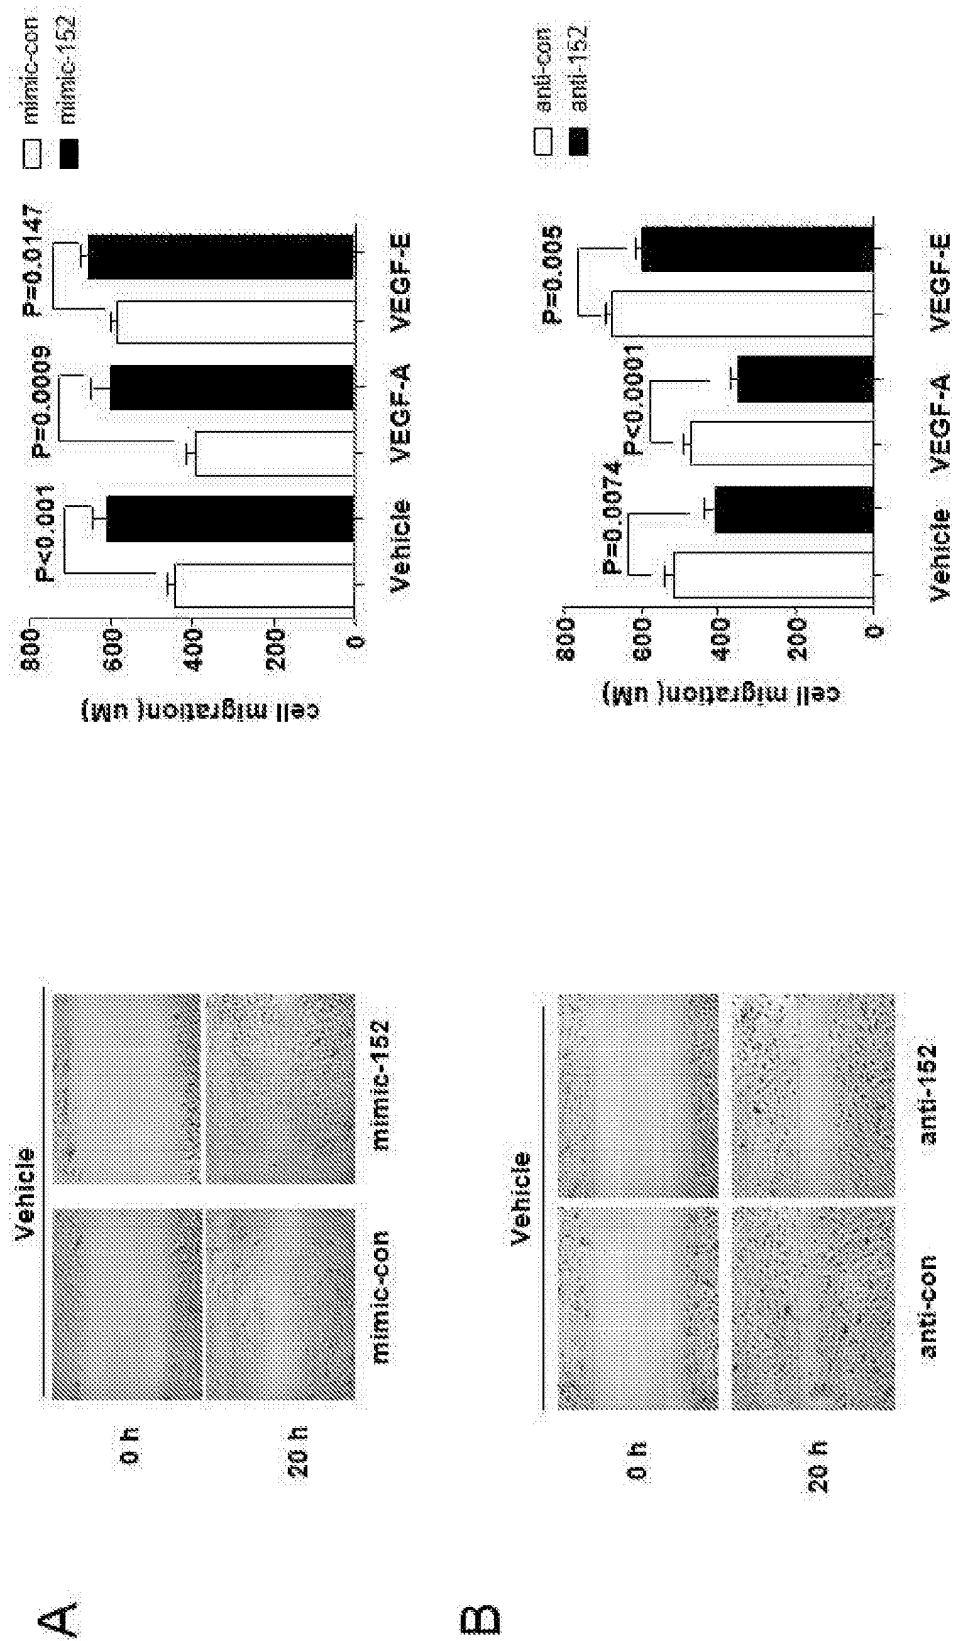 A
Vehicle
0 h
20 h
mimic-con
mimic-152
cell migration( uM)
800
600
400
200
0
P<0.001
P=0.0009
P=0.0147
Vehicle
VEGF-A
VEGF-E
mimic-con
mimic-152
B
Vehicle
0 h
20 h
anti-con
anti-152
cell migration( uM)
800
600
400
200
0
P=0.0074
P<0.0001
P=0.005
Vehicle
VEGF-A
VEGF-E
anti-con
anti-152